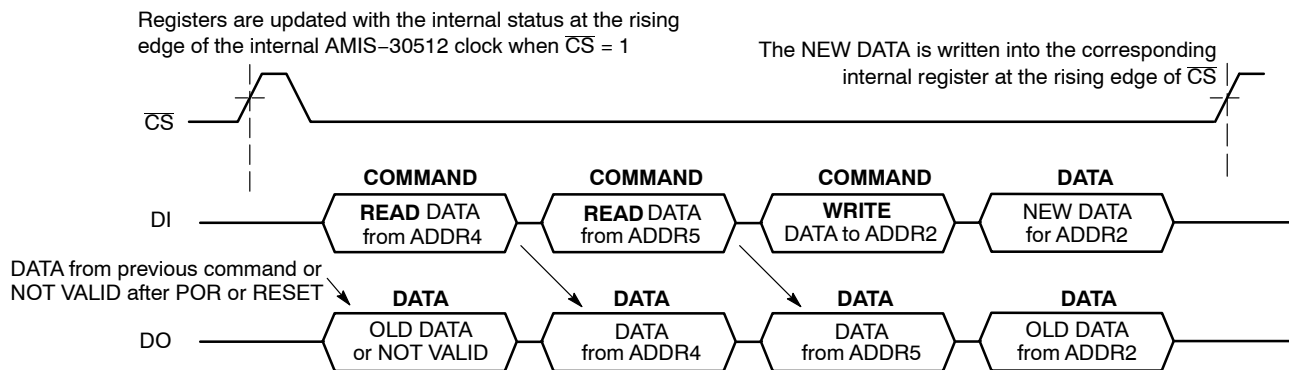 Registers are updated with the internal status at the rising
edge of the internal AMIS−30512 clock when C̅S̅ = 1
The NEW DATA is written into the corresponding
internal register at the rising edge of C̅S̅
C̅S̅
COMMAND COMMAND COMMAND DATA
DI
READ DATA
from ADDR4
READ DATA
from ADDR5
WRITE
DATA to ADDR2
NEW DATA
for ADDR2
DATA from previous command or
NOT VALID after POR or RESET
DATA DATA DATA DATA
DO
OLD DATA
or NOT VALID
DATA
from ADDR4
DATA
from ADDR5
OLD DATA
from ADDR2